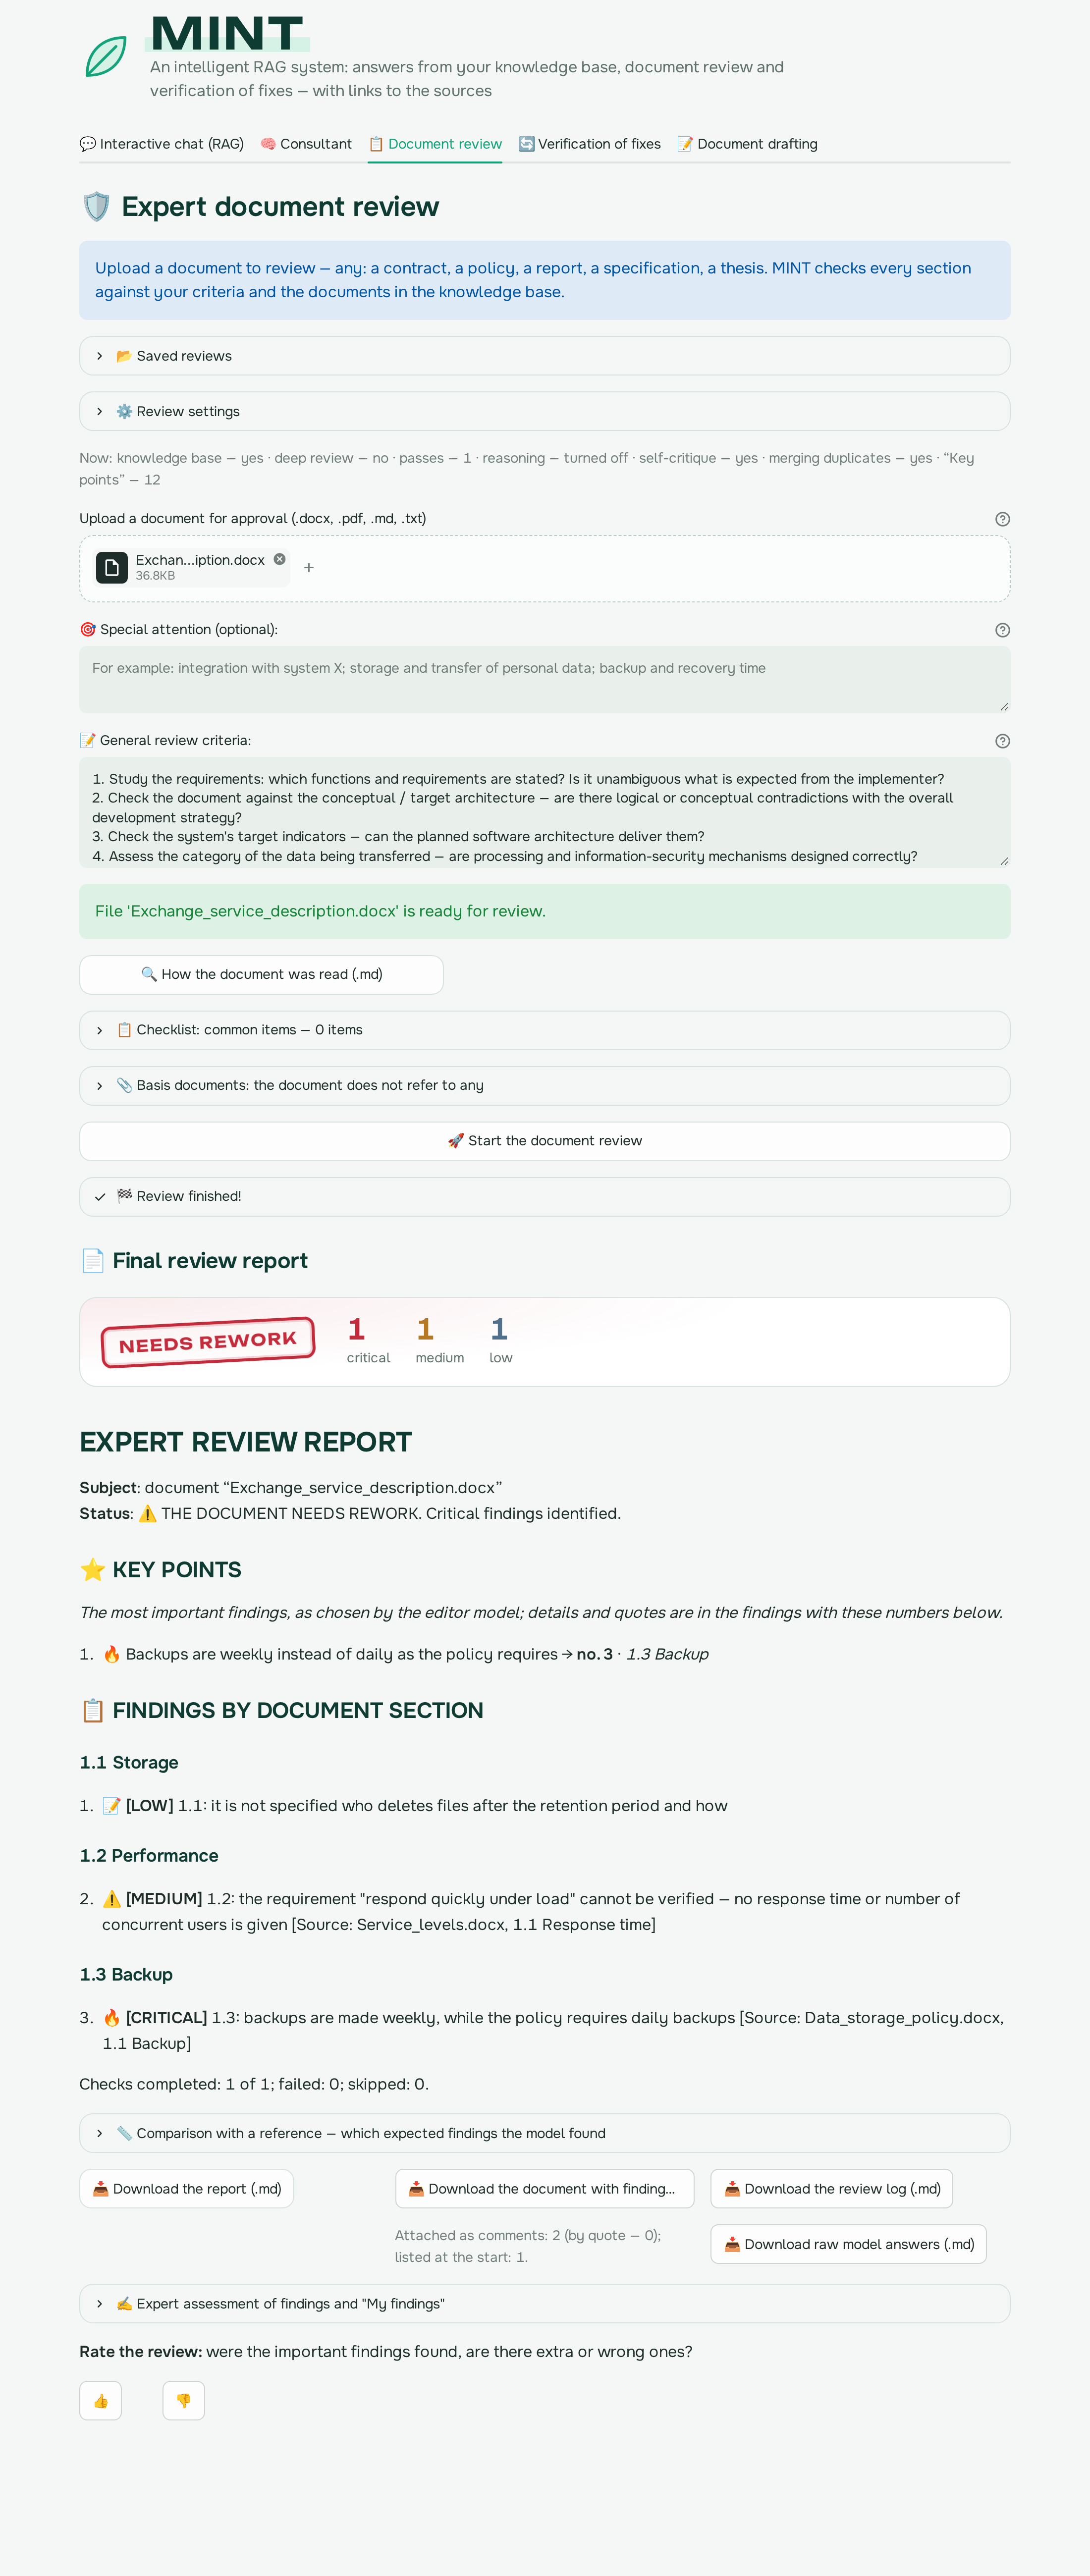 MINT
An intelligent RAG system: answers from your knowledge base, document review and
verification of fixes — with links to the sources
💬 Interactive chat (RAG) 🧠 Consultant 📋 Document review 🔄 Verification of fixes 📝 Document drafting
🛡️ Expert document review
Upload a document to review — any: a contract, a policy, a report, a specification, a thesis. MINT checks every section
against your criteria and the documents in the knowledge base.
📂 Saved reviews
⚙️ Review settings
Now: knowledge base — yes · deep review — no · passes — 1 · reasoning — turned off · self-critique — yes · merging duplicates — yes · “Key
points” — 12
Upload a document for approval (.docx, .pdf, .md, .txt)
Exchan...iption.docx
36.8KB
🎯 Special attention (optional):
For example: integration with system X; storage and transfer of personal data; backup and recovery time
📝 General review criteria:
1. Study the requirements: which functions and requirements are stated? Is it unambiguous what is expected from the implementer?
2. Check the document against the conceptual / target architecture — are there logical or conceptual contradictions with the overall
development strategy?
3. Check the system's target indicators — can the planned software architecture deliver them?
4. Assess the category of the data being transferred — are processing and information-security mechanisms designed correctly?
File 'Exchange_service_description.docx' is ready for review.
🔍 How the document was read (.md)
📋 Checklist: common items — 0 items
📎 Basis documents: the document does not refer to any
🚀 Start the document review
🏁 Review finished!
📄 Final review report
NEEDS REWORK
1 1 1
critical medium low
EXPERT REVIEW REPORT
Subject: document “Exchange_service_description.docx”
Status: ⚠️ THE DOCUMENT NEEDS REWORK. Critical findings identified.
⭐ KEY POINTS
The most important findings, as chosen by the editor model; details and quotes are in the findings with these numbers below.
1. 🔥 Backups are weekly instead of daily as the policy requires → no. 3 · 1.3 Backup
📋 FINDINGS BY DOCUMENT SECTION
1.1 Storage
1. 📝 [LOW] 1.1: it is not specified who deletes files after the retention period and how
1.2 Performance
2. ⚠️ [MEDIUM] 1.2: the requirement "respond quickly under load" cannot be verified — no response time or number of
concurrent users is given [Source: Service_levels.docx, 1.1 Response time]
1.3 Backup
3. 🔥 [CRITICAL] 1.3: backups are made weekly, while the policy requires daily backups [Source: Data_storage_policy.docx,
1.1 Backup]
Checks completed: 1 of 1; failed: 0; skipped: 0.
📏 Comparison with a reference — which expected findings the model found
📥 Download the report (.md)
📥 Download the document with finding...
📥 Download the review log (.md)
Attached as comments: 2 (by quote — 0);
listed at the start: 1.
📥 Download raw model answers (.md)
✍️ Expert assessment of findings and "My findings"
Rate the review: were the important findings found, are there extra or wrong ones?
👍 👎